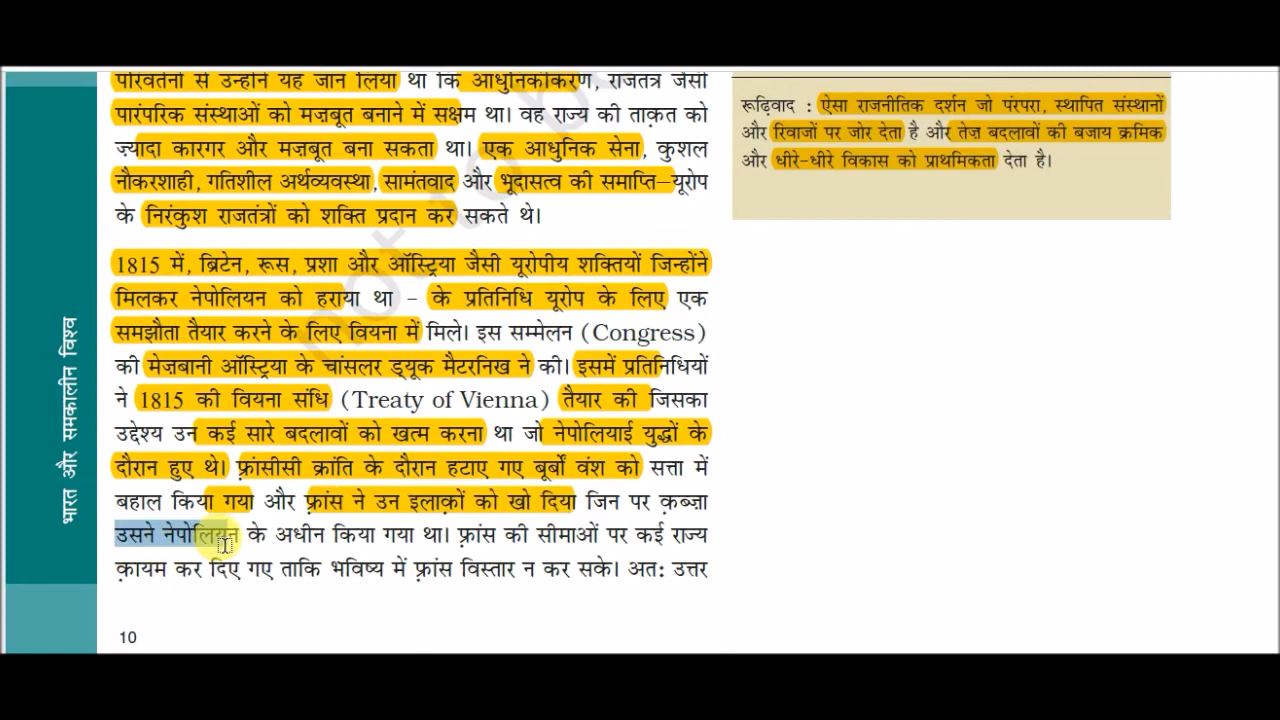 परिवर्तनों से उन्होंने यह जान लिया था कि आधुनिकीकरण, राजतंत्र जैसी
पारंपरिक संस्थाओं को मज़बूत बनाने में सक्षम था। वह राज्य की ताक़त को
ज़्यादा कारगर और मज़बूत बना सकता था। एक आधुनिक सेना, कुशल
नौकरशाही, गतिशील अर्थव्यवस्था, सामंतवाद और भूदासत्व की समाप्ति–यूरोप
के निरंकुश राजतंत्रों को शक्ति प्रदान कर सकते थे।
1815 में, ब्रिटेन, रूस, प्रशा और ऑस्ट्रिया जैसी यूरोपीय शक्तियों जिन्होंने
मिलकर नेपोलियन को हराया था – के प्रतिनिधि यूरोप के लिए एक
समझौता तैयार करने के लिए वियना में मिले। इस सम्मेलन (Congress)
की मेज़बानी ऑस्ट्रिया के चांसलर ड्यूक मैटरनिख ने की। इसमें प्रतिनिधियों
ने 1815 की वियना संधि (Treaty of Vienna) तैयार की जिसका
उद्देश्य उन कई सारे बदलावों को खत्म करना था जो नेपोलियाई युद्धों के
दौरान हुए थे। फ़्रांसीसी क्रांति के दौरान हटाए गए बूर्बों वंश को सत्ता में
बहाल किया गया और फ़्रांस ने उन इलाक़ों को खो दिया जिन पर क़ब्ज़ा
उसने नेपोलियन के अधीन किया गया था। फ़्रांस की सीमाओं पर कई राज्य
क़ायम कर दिए गए ताकि भविष्य में फ़्रांस विस्तार न कर सके। अत: उत्तर
10
भारत और समकालीन विश्व
रूढ़िवाद : ऐसा राजनीतिक दर्शन जो पंरपरा, स्थापित संस्थानों
और रिवाजों पर जोर देता है और तेज़ बदलावों की बजाय क्रमिक
और धीरे-धीरे विकास को प्राथमिकता देता है।
not to b